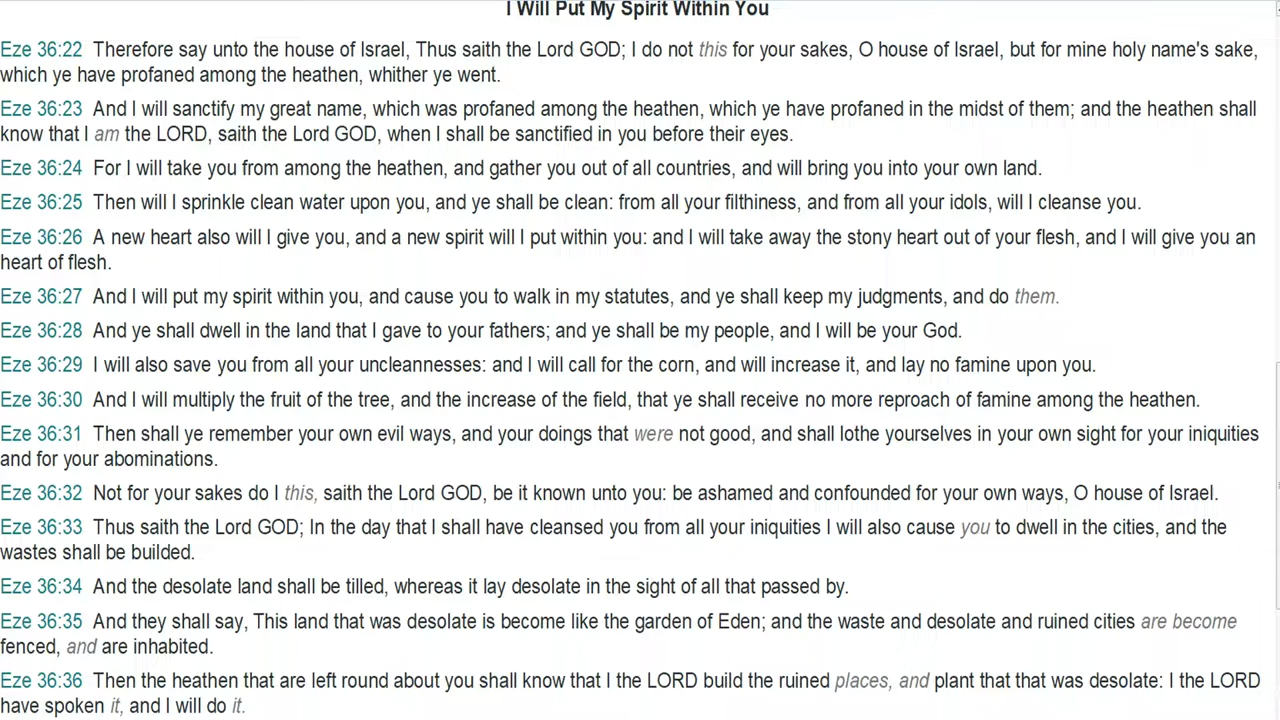 I Will Put My Spirit Within You
Eze 36:22 Therefore say unto the house of Israel, Thus saith the Lord GOD; I do not this for your sakes, O house of Israel, but for mine holy name's sake,
which ye have profaned among the heathen, whither ye went.
Eze 36:23 And I will sanctify my great name, which was profaned among the heathen, which ye have profaned in the midst of them; and the heathen shall
know that I am the LORD, saith the Lord GOD, when I shall be sanctified in you before their eyes.
Eze 36:24 For I will take you from among the heathen, and gather you out of all countries, and will bring you into your own land.
Eze 36:25 Then will I sprinkle clean water upon you, and ye shall be clean: from all your filthiness, and from all your idols, will I cleanse you.
Eze 36:26 A new heart also will I give you, and a new spirit will I put within you: and I will take away the stony heart out of your flesh, and I will give you an
heart of flesh.
Eze 36:27 And I will put my spirit within you, and cause you to walk in my statutes, and ye shall keep my judgments, and do them.
Eze 36:28 And ye shall dwell in the land that I gave to your fathers; and ye shall be my people, and I will be your God.
Eze 36:29 I will also save you from all your uncleannesses: and I will call for the corn, and will increase it, and lay no famine upon you.
Eze 36:30 And I will multiply the fruit of the tree, and the increase of the field, that ye shall receive no more reproach of famine among the heathen.
Eze 36:31 Then shall ye remember your own evil ways, and your doings that were not good, and shall lothe yourselves in your own sight for your iniquities
and for your abominations.
Eze 36:32 Not for your sakes do I this, saith the Lord GOD, be it known unto you: be ashamed and confounded for your own ways, O house of Israel.
Eze 36:33 Thus saith the Lord GOD; In the day that I shall have cleansed you from all your iniquities I will also cause you to dwell in the cities, and the
wastes shall be builded.
Eze 36:34 And the desolate land shall be tilled, whereas it lay desolate in the sight of all that passed by.
Eze 36:35 And they shall say, This land that was desolate is become like the garden of Eden; and the waste and desolate and ruined cities are become
fenced, and are inhabited.
Eze 36:36 Then the heathen that are left round about you shall know that I the LORD build the ruined places, and plant that that was desolate: I the LORD
have spoken it, and I will do it.